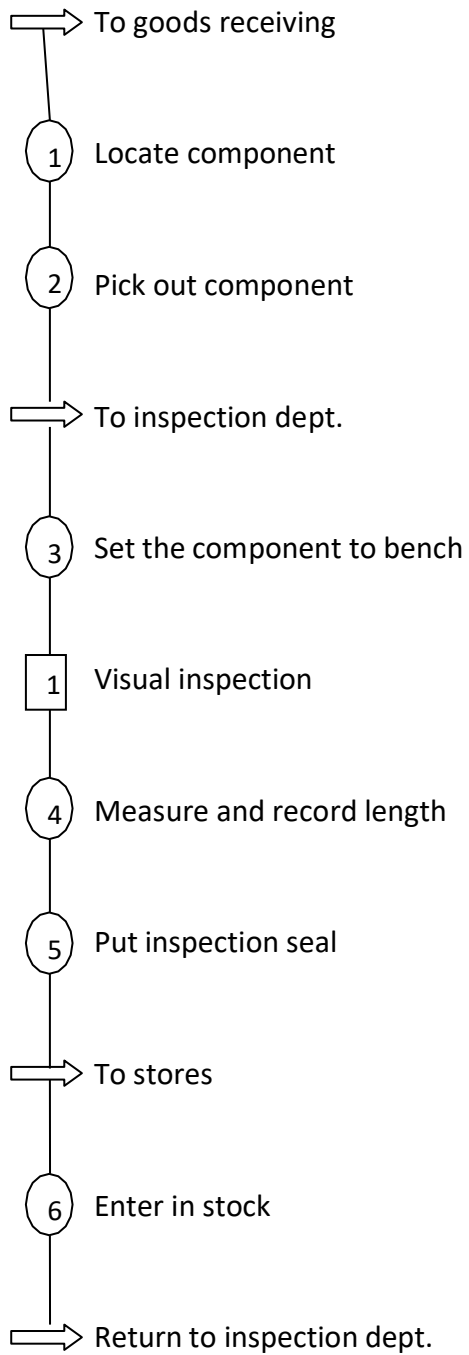 To goods receiving
1 Locate component
2 Pick out component
To inspection dept.
3 Set the component to bench
1 Visual inspection
4 Measure and record length
5 Put inspection seal
To stores
6 Enter in stock
Return to inspection dept.